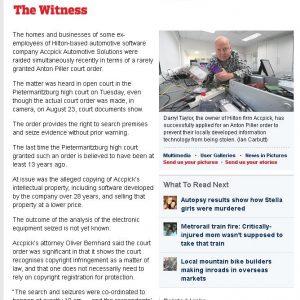 The Witness
The homes and businesses of some ex-
employees of Hilton-based automotive software
company Accpick Automotive Solutions were
raided simultaneously recently in terms of a rarely
granted Anton Piller court order.
The matter was heard in open court in the
Pietermaritzburg high court on Tuesday, even
though the actual court order was made, in
camera, on August 23, court documents show.
The order provides the right to search premises
and seize evidence without prior warning.
The last time the Pietermartizburg high court
granted such an order is believed to have been at
least 13 years ago.
At issue was the alleged copying of Accpick's
intellectual property, including software developed
by the company over 28 years, and selling that
property at a lower price.
The outcome of the analysis of the electronic
equipment seized is not yet known.
Accpick's attorney Oliver Bernhard said the court
order was significant in that it shows the court
recognises copyright infringement as a matter of
law, and that one does not necessarily need to
rely on copyright registration for protection.
"The search and seizures were co-ordinated to
Darryl Taylor, the owner of Hilton firm Accpick, has
successfully applied for an Anton Piller order to
prevent their locally developed information
technology from being stolen. (Ian Carbutt)
Multimedia · User Galleries · News in Pictures
Send us your pictures · Send us your stories
What To Read Next
Autopsy results show how Stella
girls were murdered
Metrorail train fire: Critically-
injured mom wasn't supposed to
take that train
Local mountain bike builders
making inroads in overseas
markets